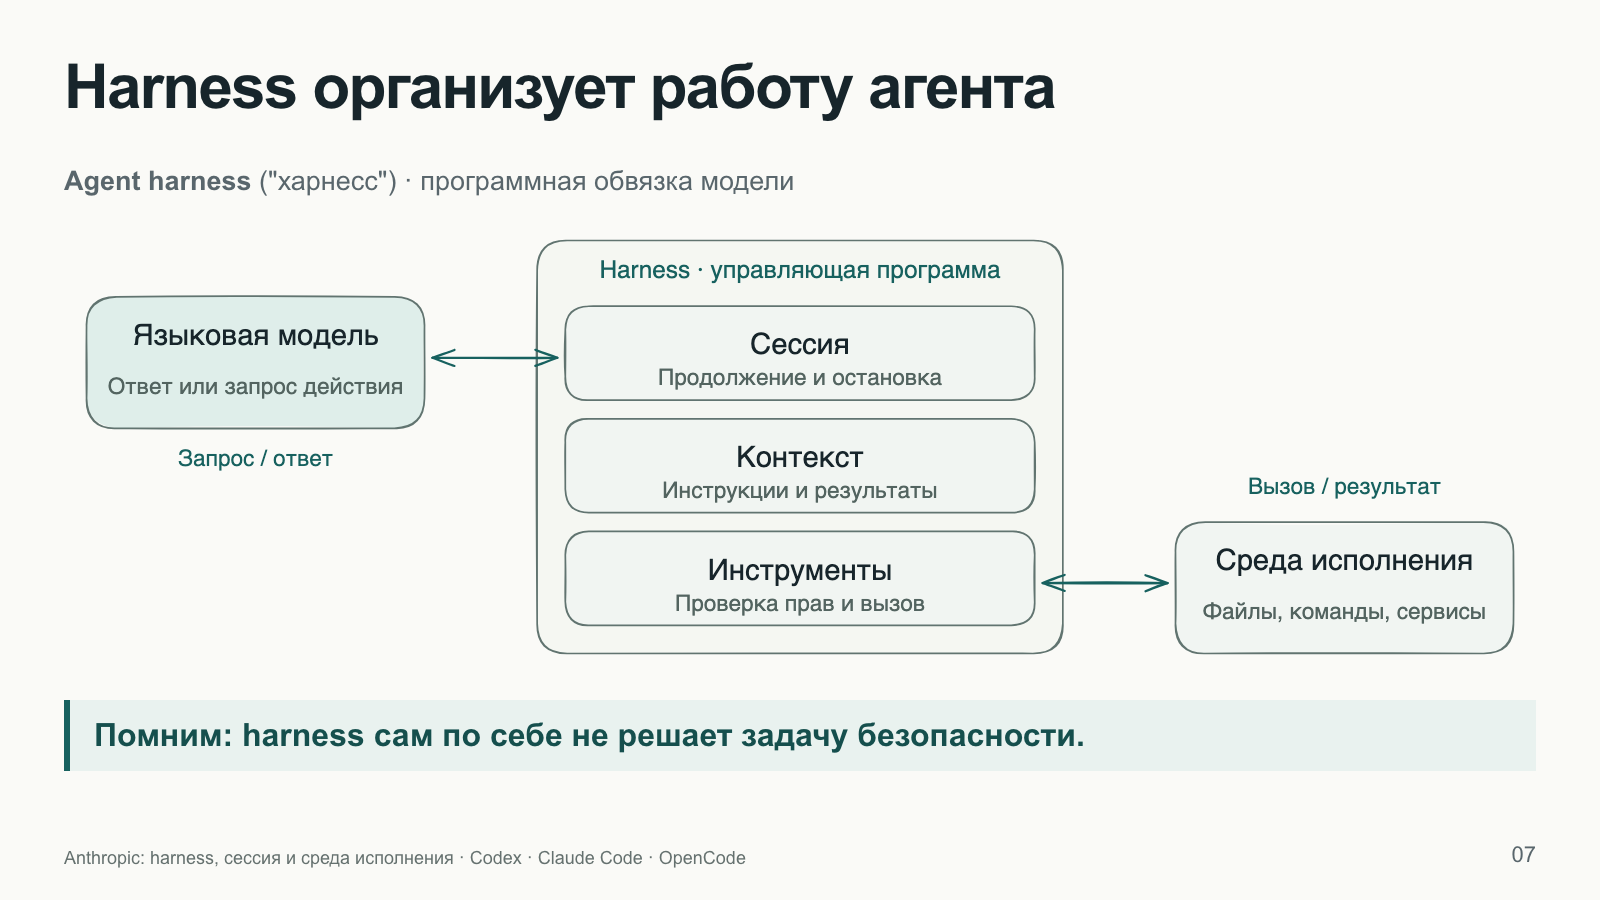 Harness организует работу агента
Agent harness ("харнесс") · программная обвязка модели
Harness · управляющая программа
Языковая модель
Ответ или запрос действия
Запрос / ответ
Сессия
Продолжение и остановка
Контекст
Инструкции и результаты
Инструменты
Проверка прав и вызов
Вызов / результат
Среда исполнения
Файлы, команды, сервисы
Помним: harness сам по себе не решает задачу безопасности.
Anthropic: harness, сессия и среда исполнения · Codex · Claude Code · OpenCode
07